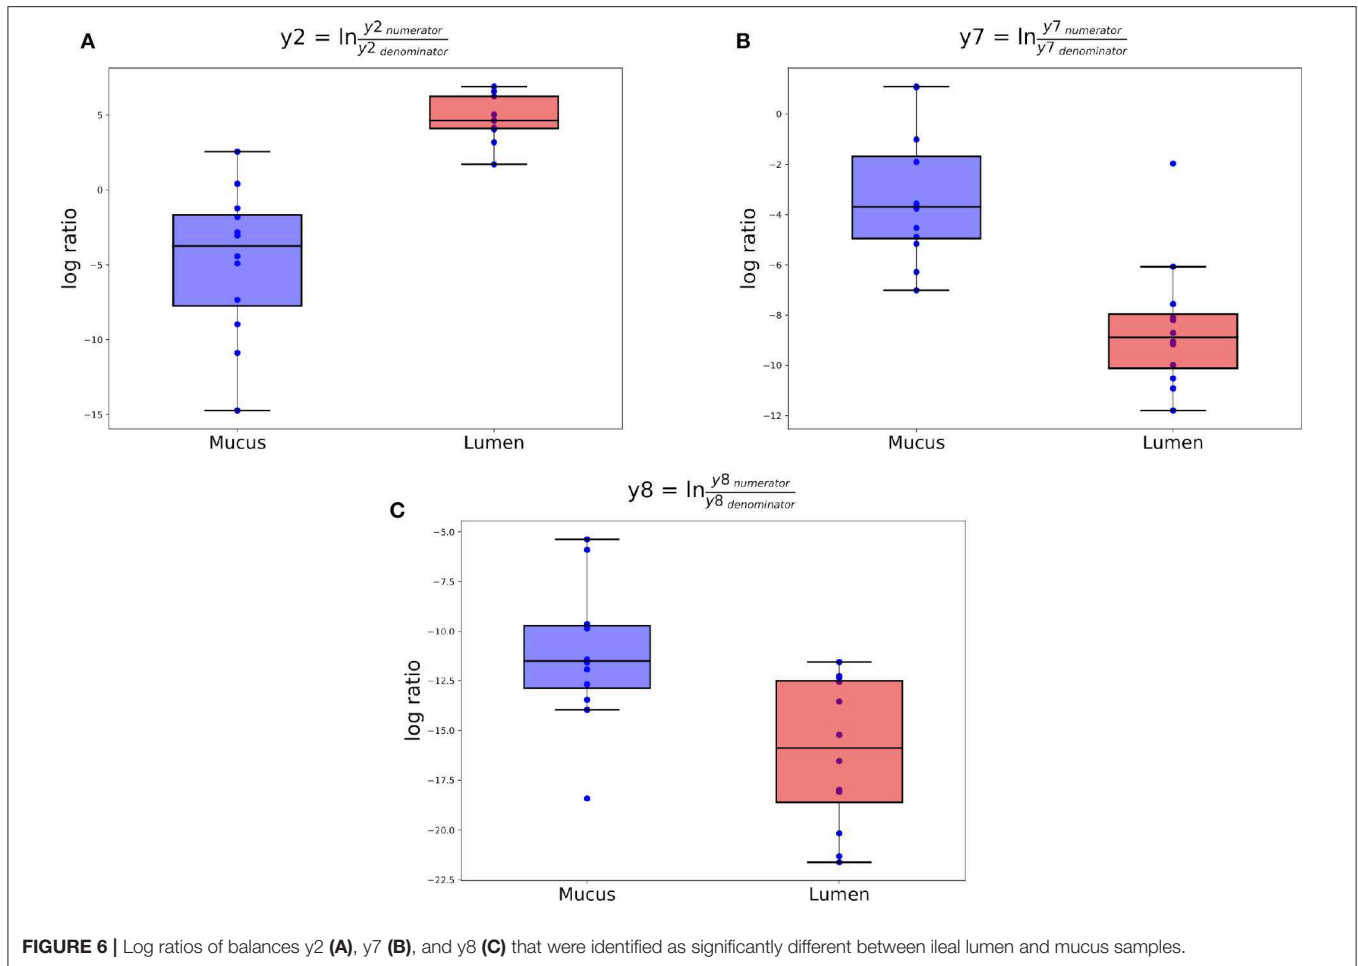 A
y2 = ln y2 numerator / y2 denominator
log ratio
5
0
−5
−10
−15
Mucus Lumen
B
y7 = ln y7 numerator / y7 denominator
log ratio
0
−2
−4
−6
−8
−10
−12
Mucus Lumen
C
y8 = ln y8 numerator / y8 denominator
log ratio
−5.0
−7.5
−10.0
−12.5
−15.0
−17.5
−20.0
−22.5
Mucus Lumen
FIGURE 6 | Log ratios of balances y2 (A), y7 (B), and y8 (C) that were identified as significantly different between ileal lumen and mucus samples.